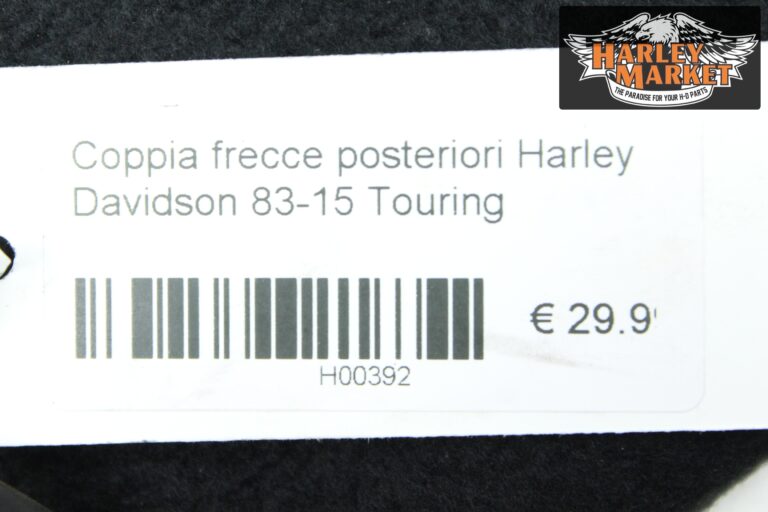 HARLEY
MARKET
THE PARADISE FOR YOUR H-D PARTS
Coppia frecce posteriori Harley
Davidson 83-15 Touring
€ 29.9
H00392